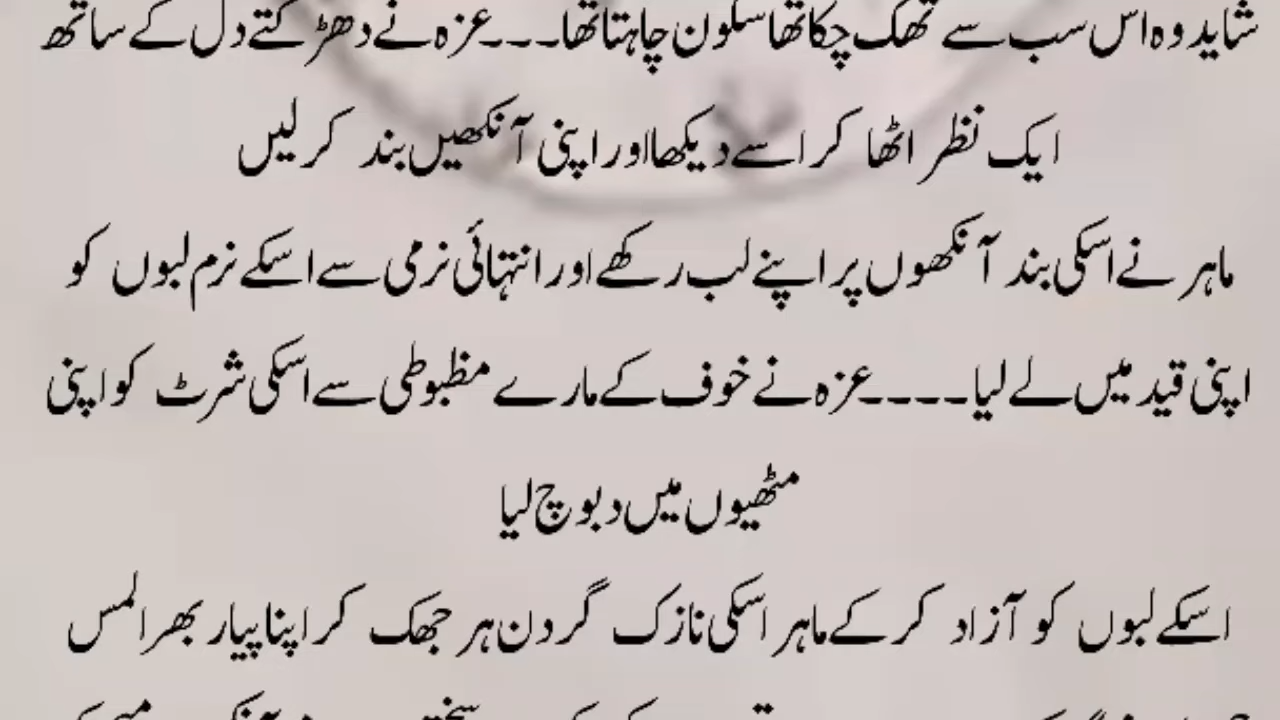 شاید وہ اس سب سے تھک چکا تھا سکون چاہتا تھا۔۔۔عزہ نے دھڑکتے دل کے ساتھ
ایک نظر اٹھا کر اسے دیکھا اور اپنی آنکھیں بند کرلیں
ماہر نے اسکی بند آنکھوں پر اپنے لب رکھے اور انتہائی نرمی سے اسکے نرم لبوں کو
اپنی قید میں لے لیا۔۔۔۔عزہ نے خوف کے مارے مظبوطی سے اسکی شرٹ کو اپنی
مٹھیوں میں دبوچ لیا
اسکے لبوں کو آزاد کر کے ماہر اسکی نازک گردن ہر جھک کر اپنا پیار بھرا لمس